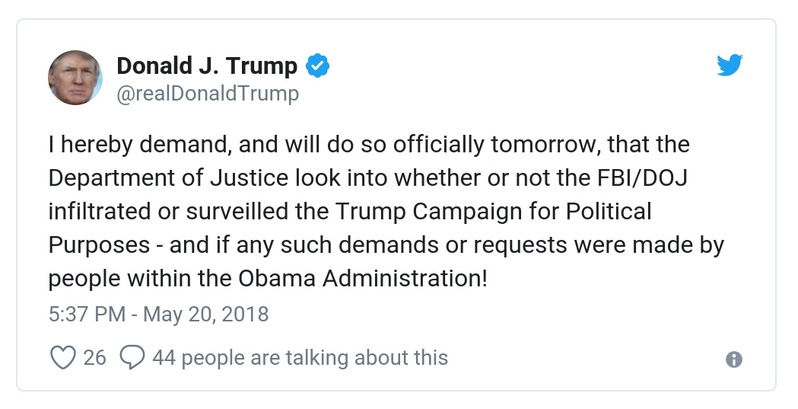 Donald J. Trump
@realDonaldTrump
I hereby demand, and will do so officially tomorrow, that the
Department of Justice look into whether or not the FBI/DOJ
infiltrated or surveilled the Trump Campaign for Political
Purposes - and if any such demands or requests were made by
people within the Obama Administration!
5:37 PM - May 20, 2018
26 44 people are talking about this